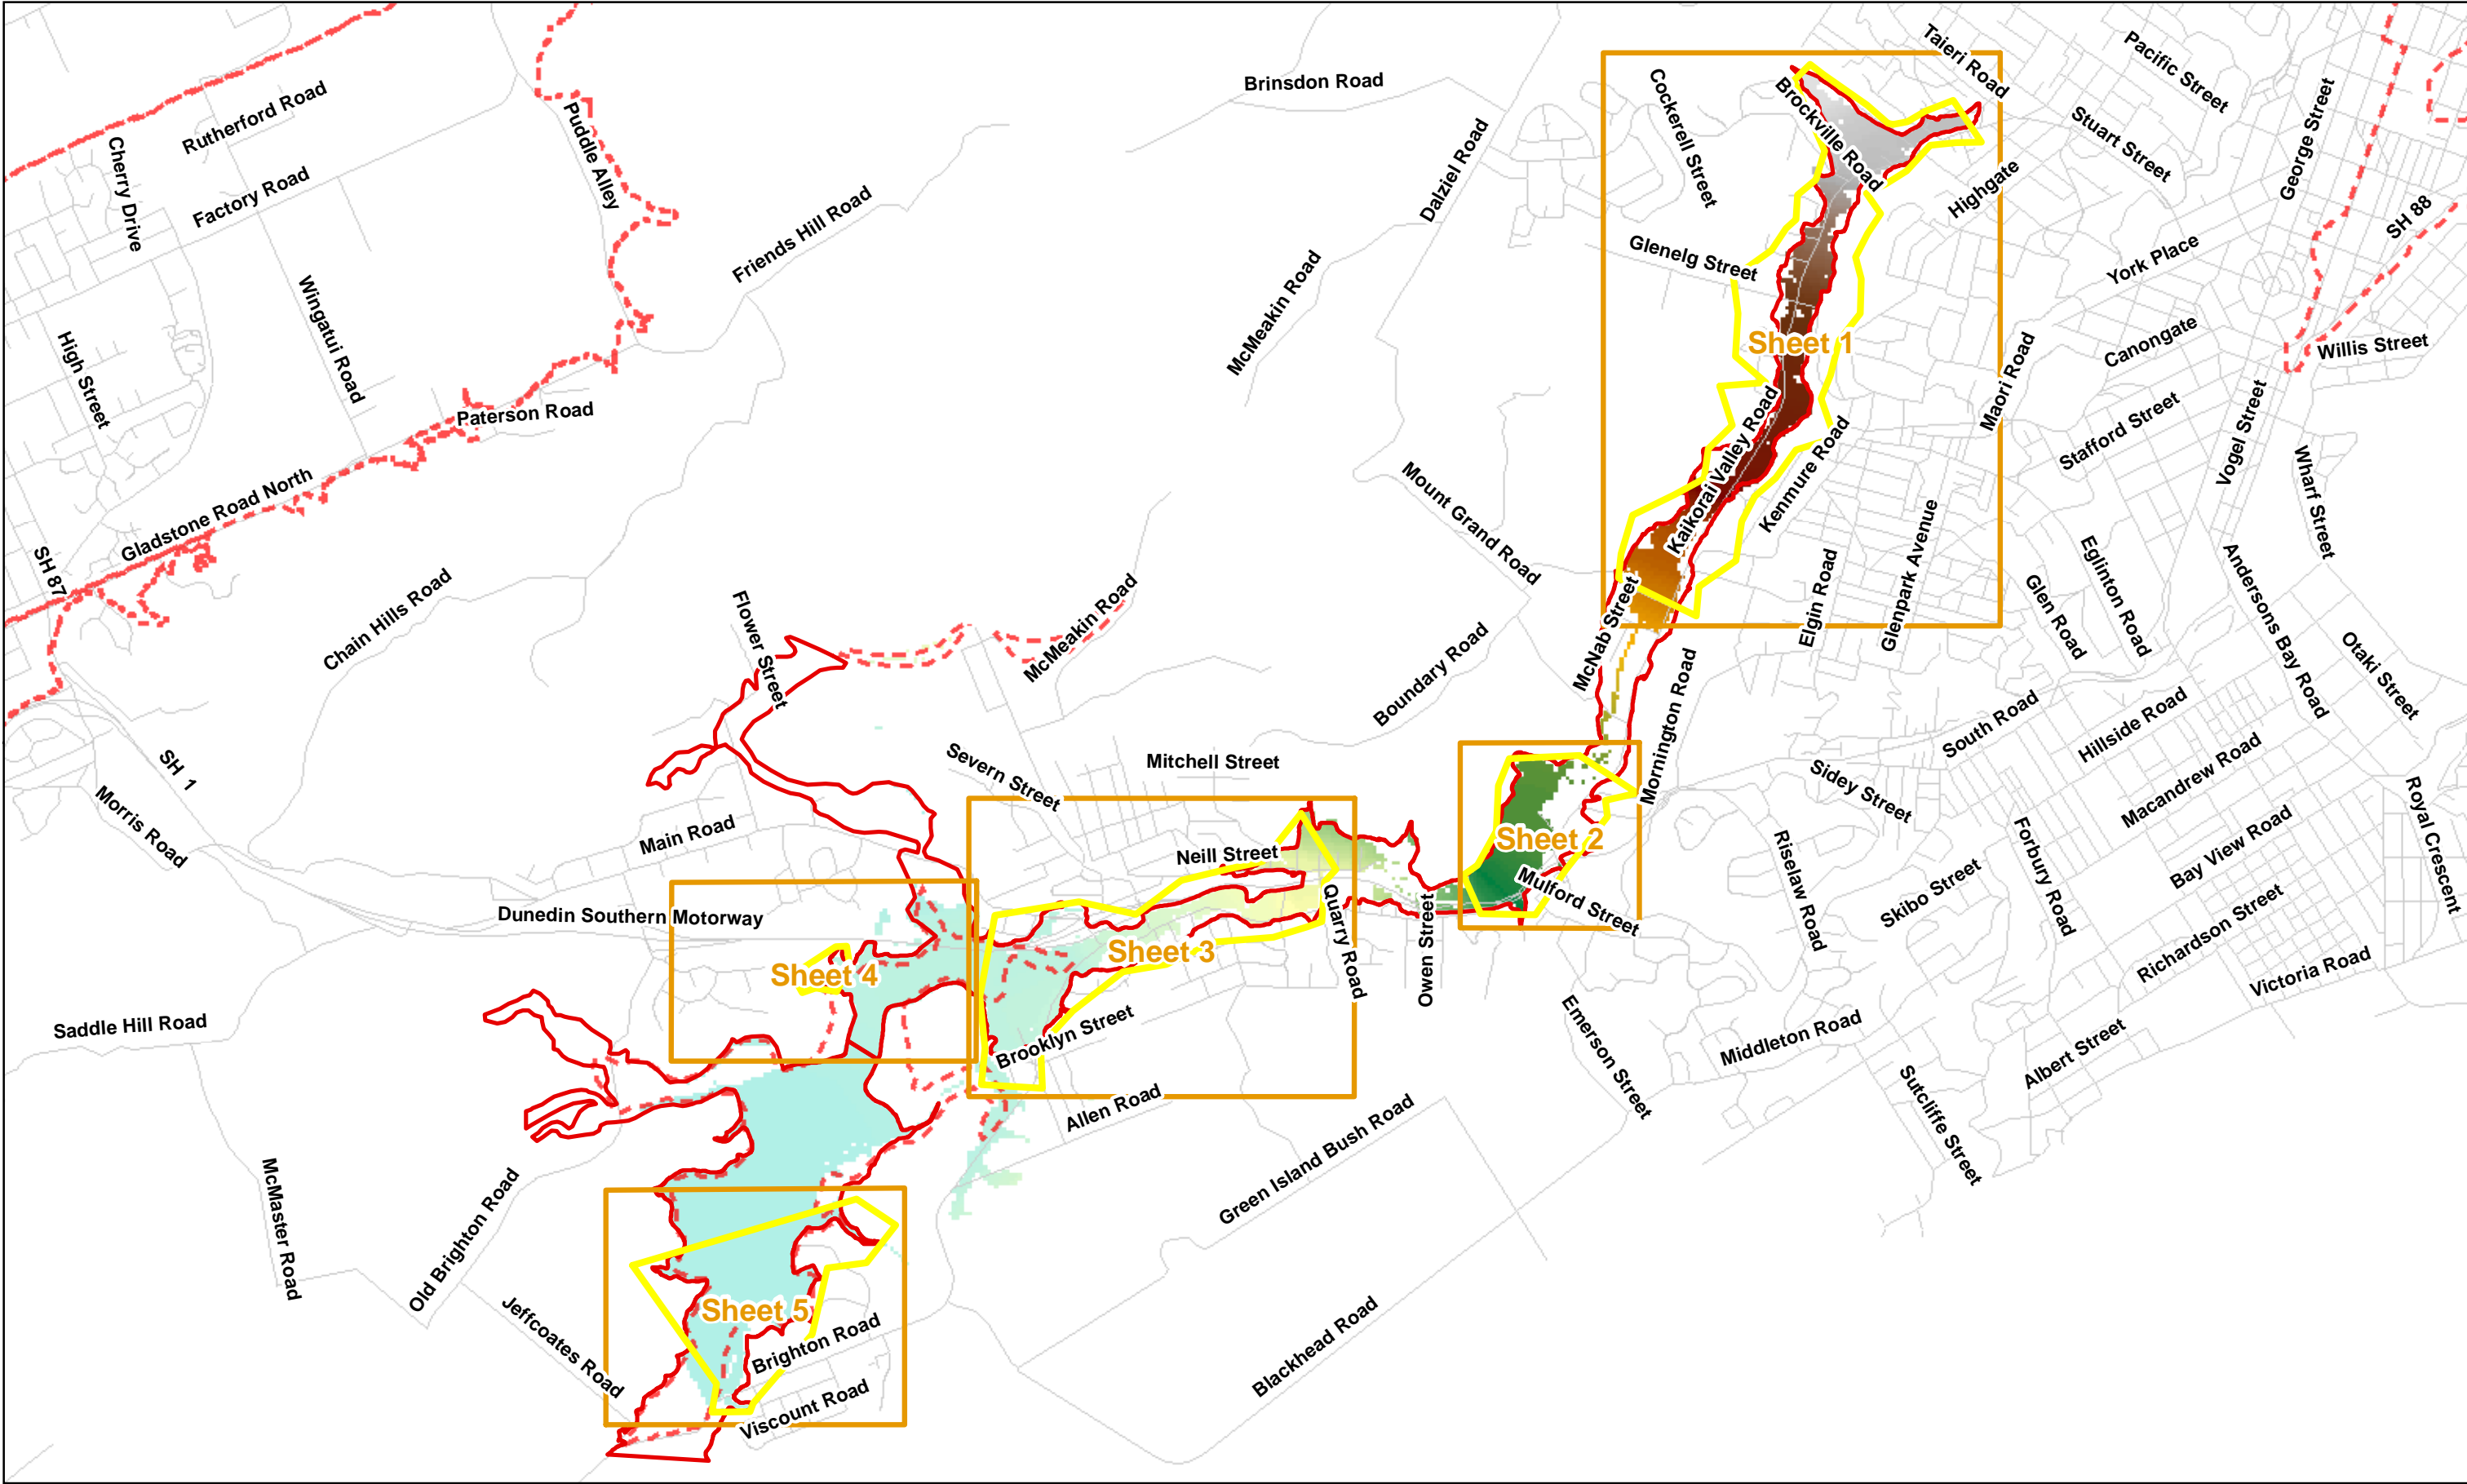 Taieri Road
Pacific Street
Brinsdon Road
Rutherford Road
Cockerell Street
Brockville Road
George Street
Puddle Alley
Stuart Street
Cherry Drive
Dalziel Road
Factory Road
Highgate
SH 88
Friends Hill Road
Glenelg Street
York Place
McMeakin Road
Wingatui Road
Sheet 1
Canongate
Willis Street
High Street
Maori Road
Paterson Road
Stafford Street
Vogel Street
Kaikorai Valley Road
Kenmure Road
Wharf Street
Gladstone Road North
Mount Grand Road
SH 87
Glenpark Avenue
Eglinton Road
Elgin Road
Glen Road
Andersons Bay Road
Chain Hills Road
Flower Street
McMeakin Road
McNab Street
Otaki Street
Boundary Road
Mornington Road
South Road
Hillside Road
SH 1
Severn Street
Mitchell Street
Sidey Street
Macandrew Road
Morris Road
Main Road
Sheet 2
Royal Crescent
Neill Street
Riselaw Road
Forbury Road
Bay View Road
Mulford Street
Skibo Street
Dunedin Southern Motorway
Quarry Road
Owen Street
Richardson Street
Sheet 3
Sheet 4
Victoria Road
Saddle Hill Road
Brooklyn Street
Emerson Street
Middleton Road
Albert Street
Allen Road
Sutcliffe Street
Green Island Bush Road
McMaster Road
Old Brighton Road
Sheet 5
Jeffcoates Road
Brighton Road
Blackhead Road
Viscount Road